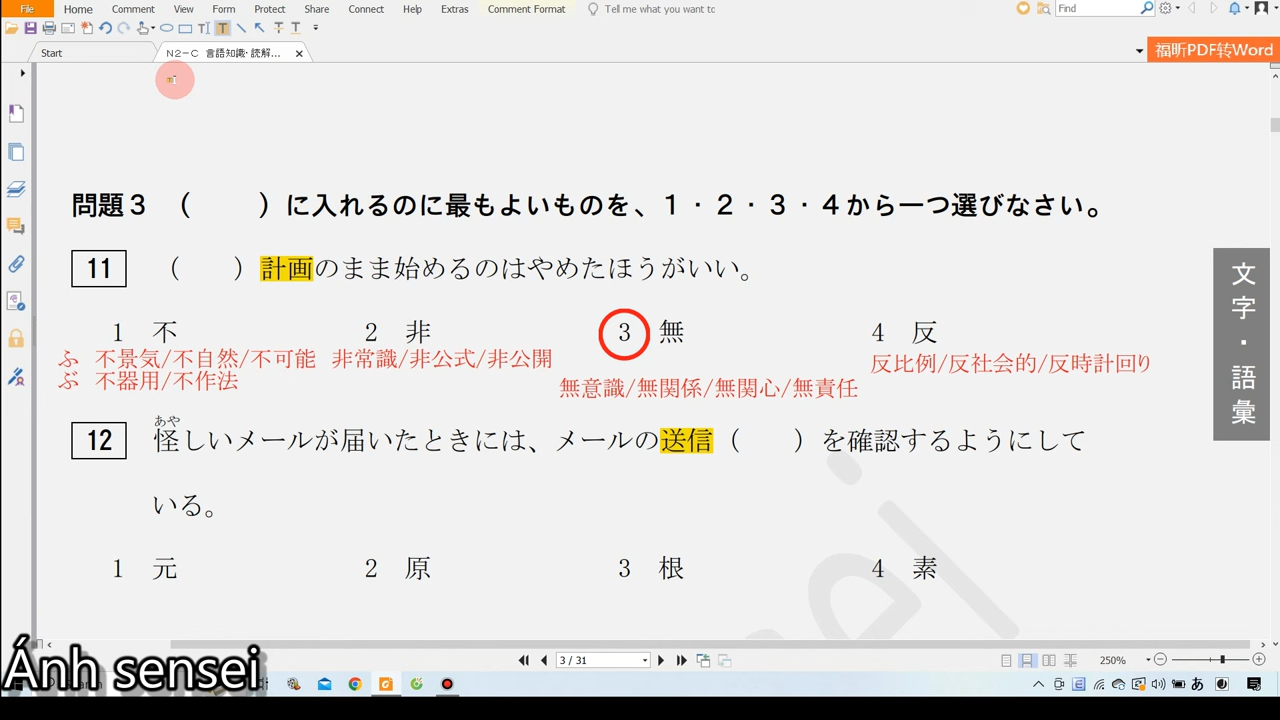 File Home Comment View Form Protect Share Connect Help Extras Comment Format Tell me what you want to Find
Start N2-C 言語知識・読解...
福昕PDF转Word
問題3 （　　）に入れるのに最もよいものを、1・2・3・4から一つ選びなさい。
11 （　　）計画のまま始めるのはやめたほうがいい。
1 不 2 非 3 無 4 反
ふ 不景気/不自然/不可能 非常識/非公式/非公開 反比例/反社会的/反時計回り
ぶ 不器用/不作法 無意識/無関係/無関心/無責任
あや
12 怪しいメールが届いたときには、メールの送信（　　）を確認するようにして
いる。
1 元 2 原 3 根 4 素
文字・語彙
3 / 31
250%
Ánh sensei
あ